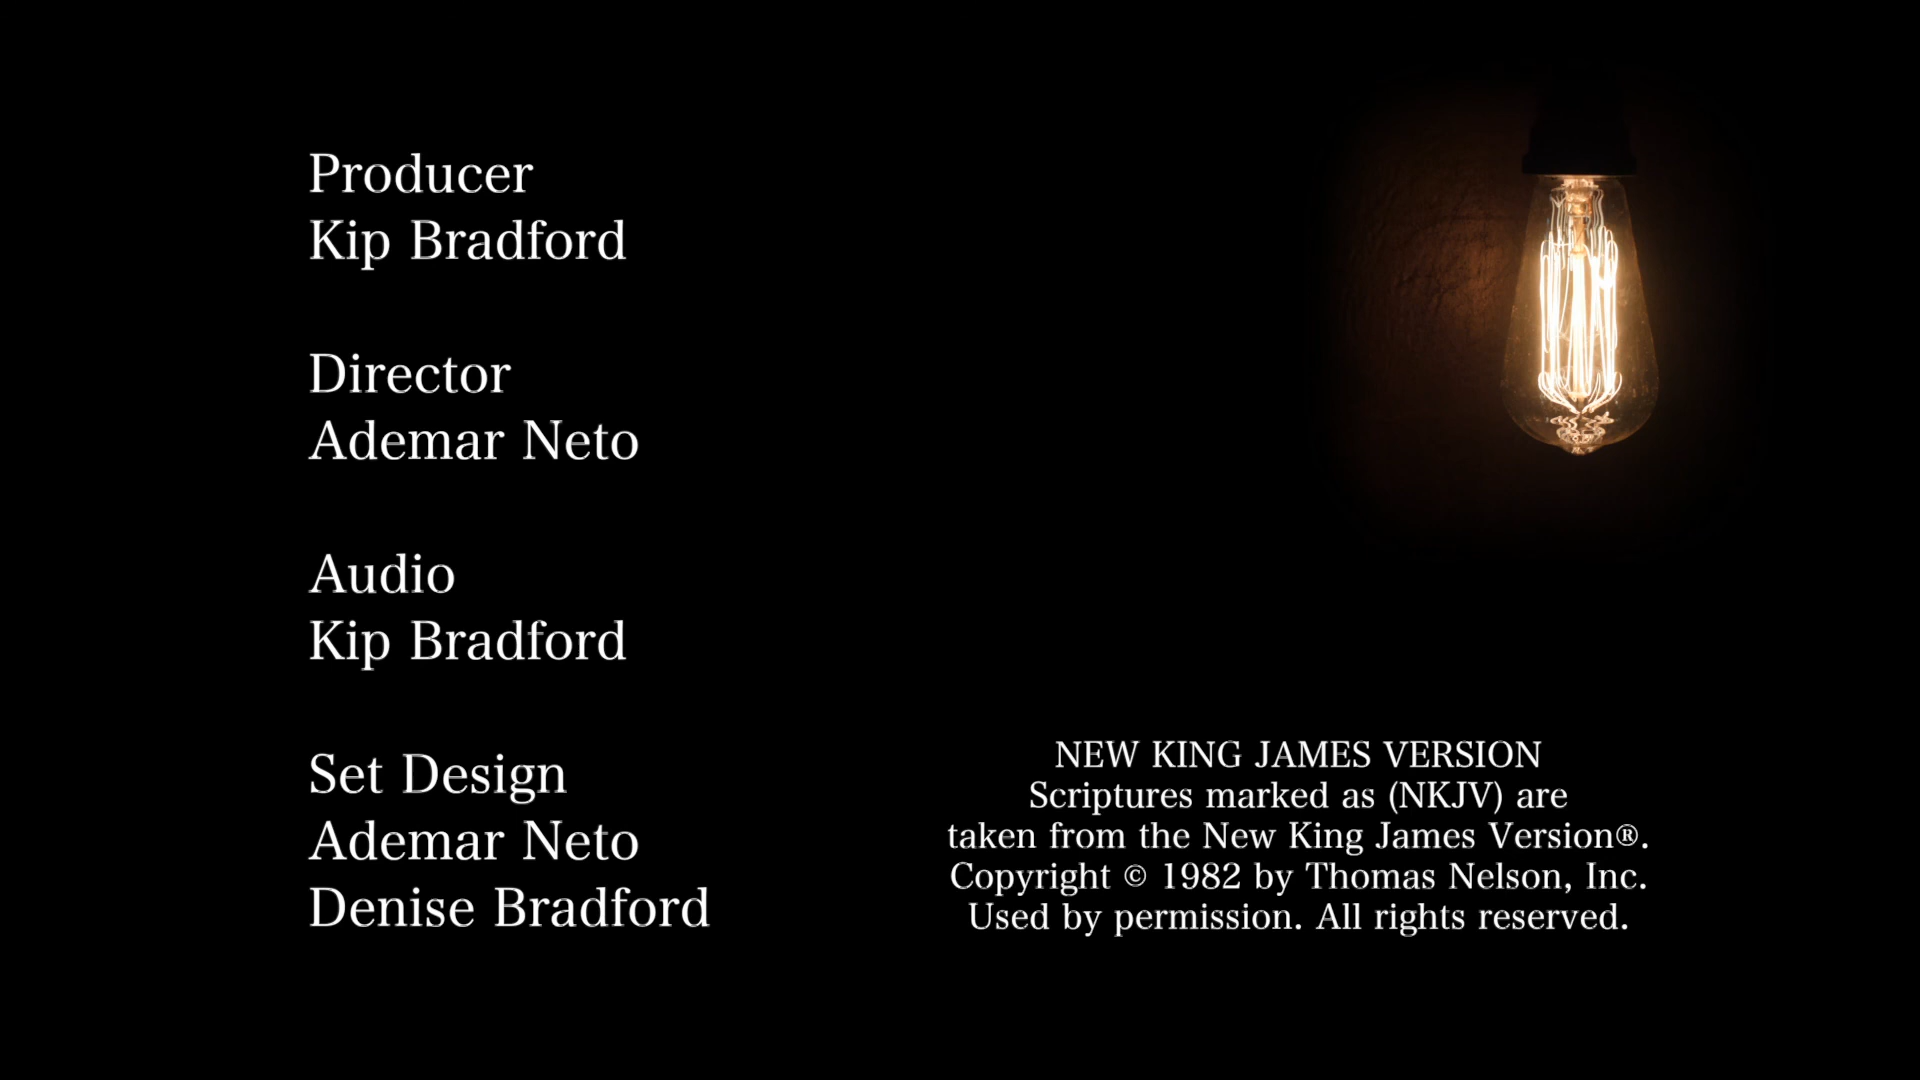 Producer
Kip Bradford
Director
Ademar Neto
Audio
Kip Bradford
Set Design
Ademar Neto
Denise Bradford
NEW KING JAMES VERSION
Scriptures marked as (NKJV) are
taken from the New King James Version®.
Copyright © 1982 by Thomas Nelson, Inc.
Used by permission. All rights reserved.